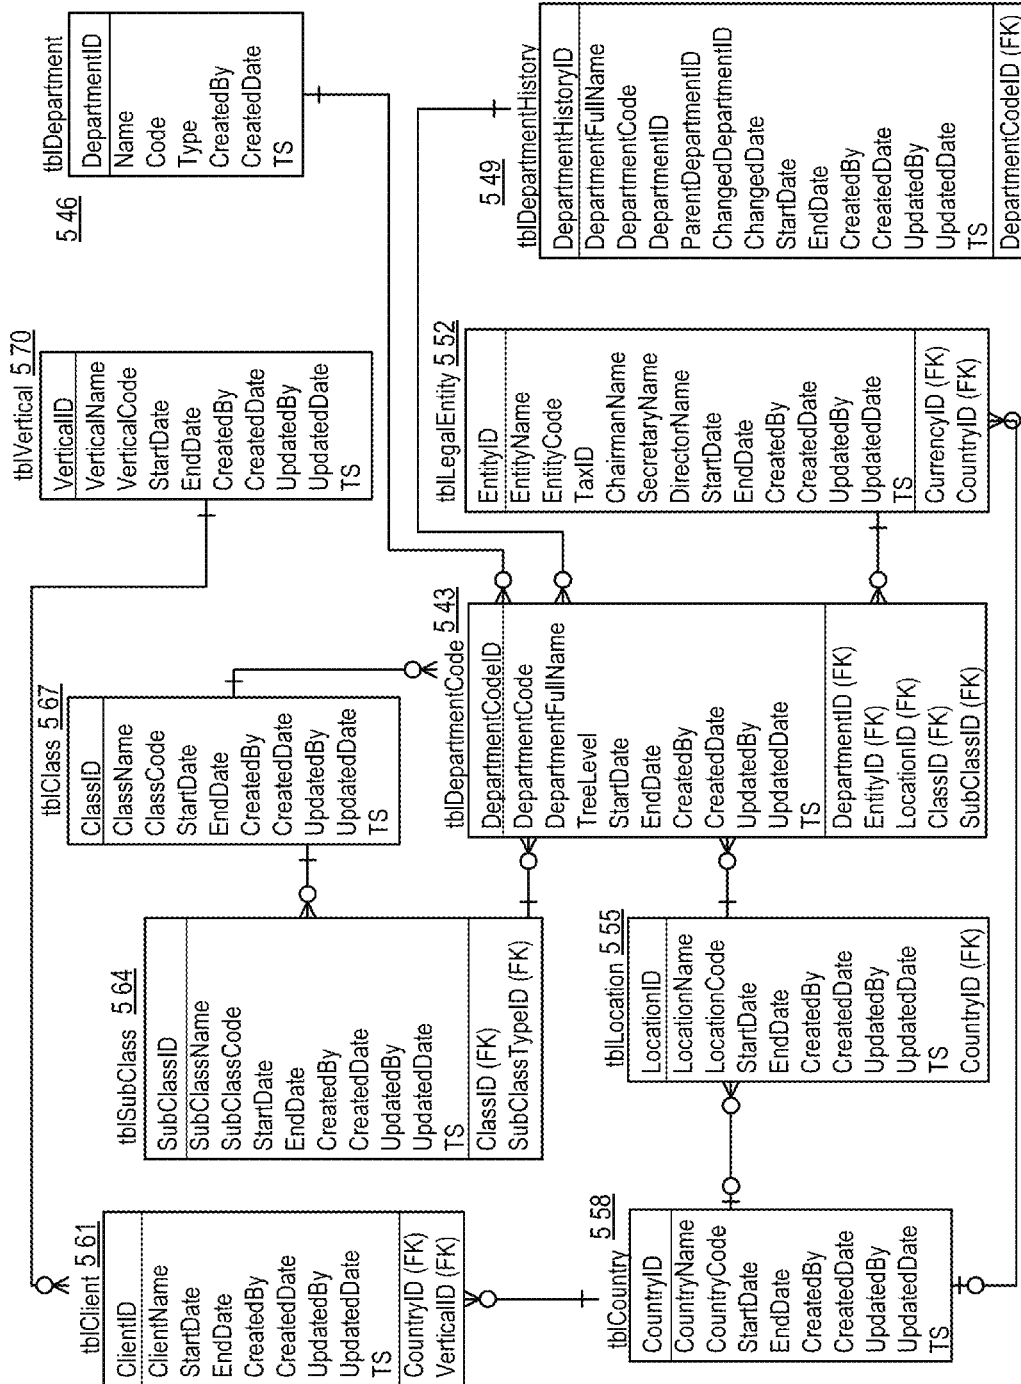 tblDepartment
5 46
DepartmentID
Name
Code
Type
CreatedBy
CreatedDate
TS
tblDepartmentHistory
5 49
DepartmentHistoryID
DepartmentFullName
DepartmentCode
DepartmentID
ParentDepartmentID
ChangedDepartmentID
ChangedDate
StartDate
EndDate
CreatedBy
CreatedDate
UpdatedBy
UpdatedDate
TS
DepartmentCodeID (FK)
tblVertical 5 70
VerticalID
VerticalName
VerticalCode
StartDate
EndDate
CreatedBy
CreatedDate
UpdatedBy
UpdatedDate
TS
tblLegalEntity 5 52
EntityID
EntityName
EntityCode
TaxID
ChairmanName
SecretaryName
DirectorName
StartDate
EndDate
CreatedBy
CreatedDate
UpdatedBy
UpdatedDate
TS
CurrencyID (FK)
CountryID (FK)
tblClass 5 67
ClassID
ClassName
ClassCode
StartDate
EndDate
CreatedBy
CreatedDate
UpdatedBy
UpdatedDate
TS
tblDepartmentCode 5 43
DepartmentCodeID
DepartmentCode
DepartmentFullName
TreeLevel
StartDate
EndDate
CreatedBy
CreatedDate
UpdatedBy
UpdatedDate
TS
DepartmentID (FK)
EntityID (FK)
LocationID (FK)
ClassID (FK)
SubClassID (FK)
tblSubClass 5 64
SubClassID
SubClassName
SubClassCode
StartDate
EndDate
CreatedBy
CreatedDate
UpdatedBy
UpdatedDate
TS
ClassID (FK)
SubClassTypeID (FK)
tblLocation 5 55
LocationID
LocationName
LocationCode
StartDate
EndDate
CreatedBy
CreatedDate
UpdatedBy
UpdatedDate
TS
CountryID (FK)
tblClient 5 61
ClientID
ClientName
StartDate
EndDate
CreatedBy
CreatedDate
UpdatedBy
UpdatedDate
TS
CountryID (FK)
VerticalID (FK)
tblCountry 5 58
CountryID
CountryName
CountryCode
StartDate
EndDate
CreatedBy
CreatedDate
UpdatedBy
UpdatedDate
TS